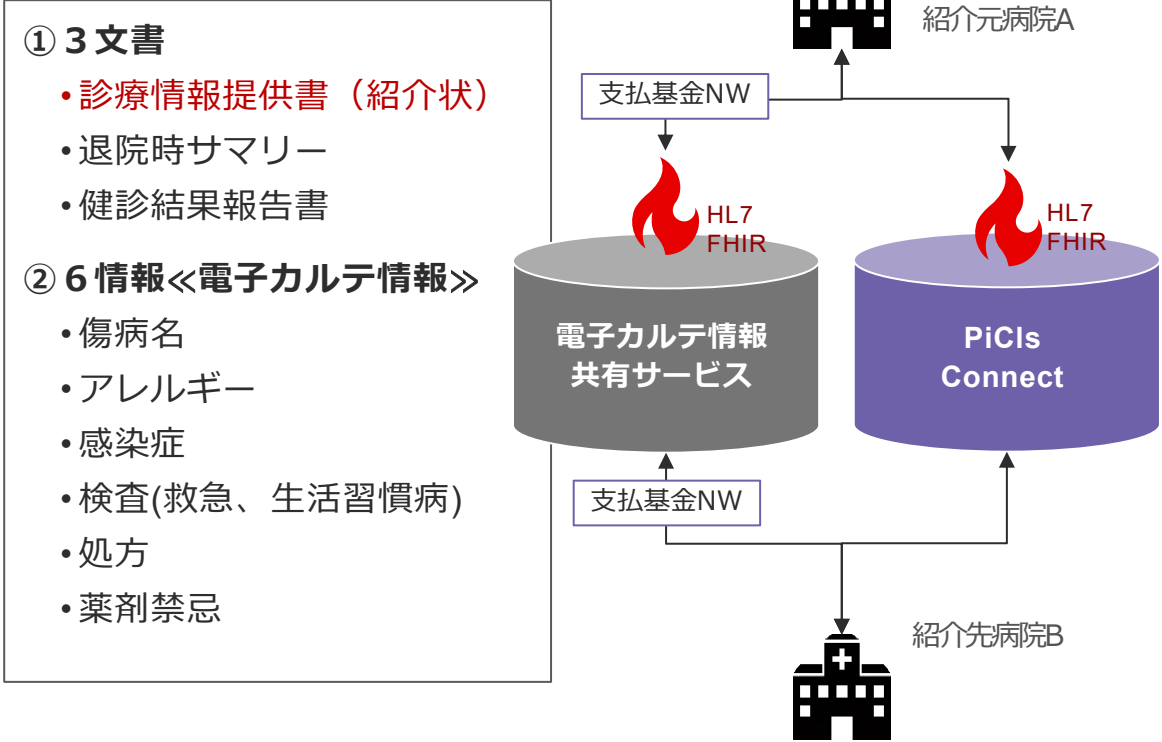 ①３文書
•診療情報提供書（紹介状）
•退院時サマリー
•健診結果報告書
②６情報≪電子カルテ情報≫
•傷病名
•アレルギー
•感染症
•検査(救急、生活習慣病)
•処方
•薬剤禁忌
紹介元病院A
支払基金NW
HL7
FHIR
HL7
FHIR
電子カルテ情報
共有サービス
PiCls
Connect
支払基金NW
紹介先病院B